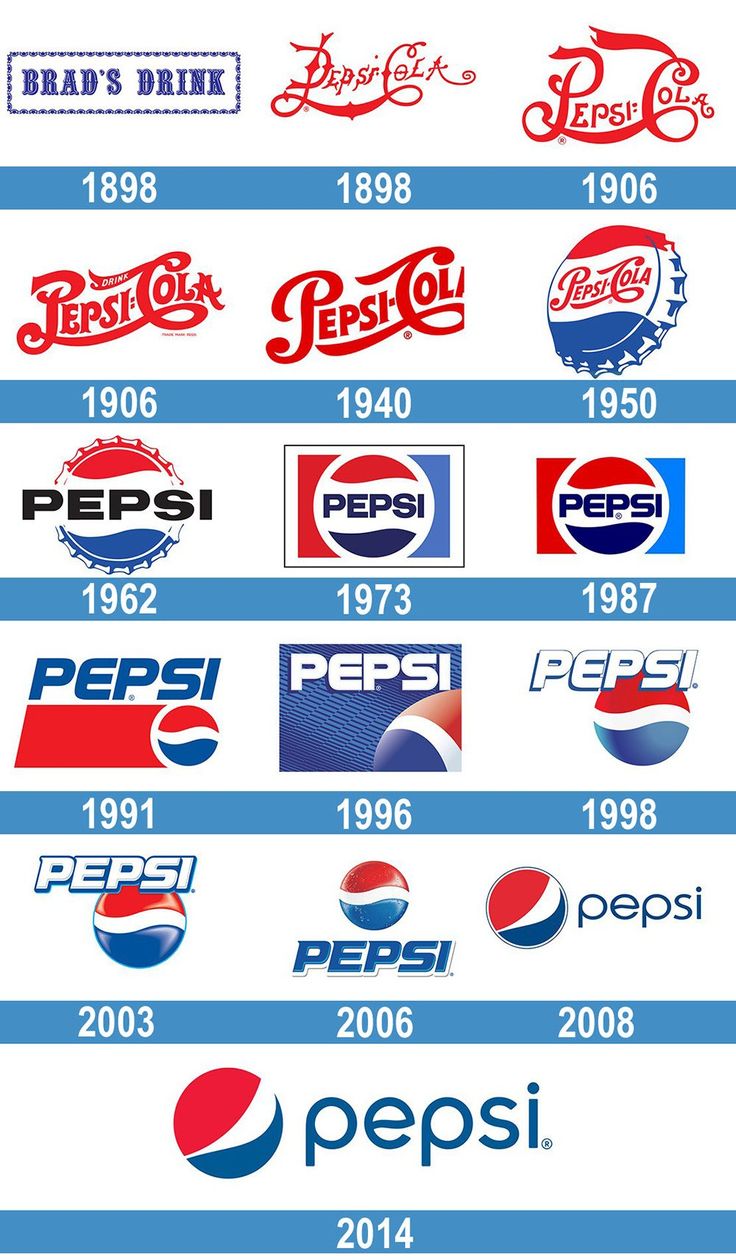 BRAD'S DRINK
PEPSI-COLA
®
PEPSI:COLA
®
1898 1898 1906
DRINK
PEPSI:COLA
TRADE MARK REGD.
PEPSI-COLA
®
PEPSI-COLA
®
1906 1940 1950
PEPSI
PEPSI
PEPSI
®
1962 1973 1987
PEPSI
®
PEPSI
®
PEPSI
®
1991 1996 1998
PEPSI
®
PEPSI
®
pepsi
2003 2006 2008
pepsi
®
2014